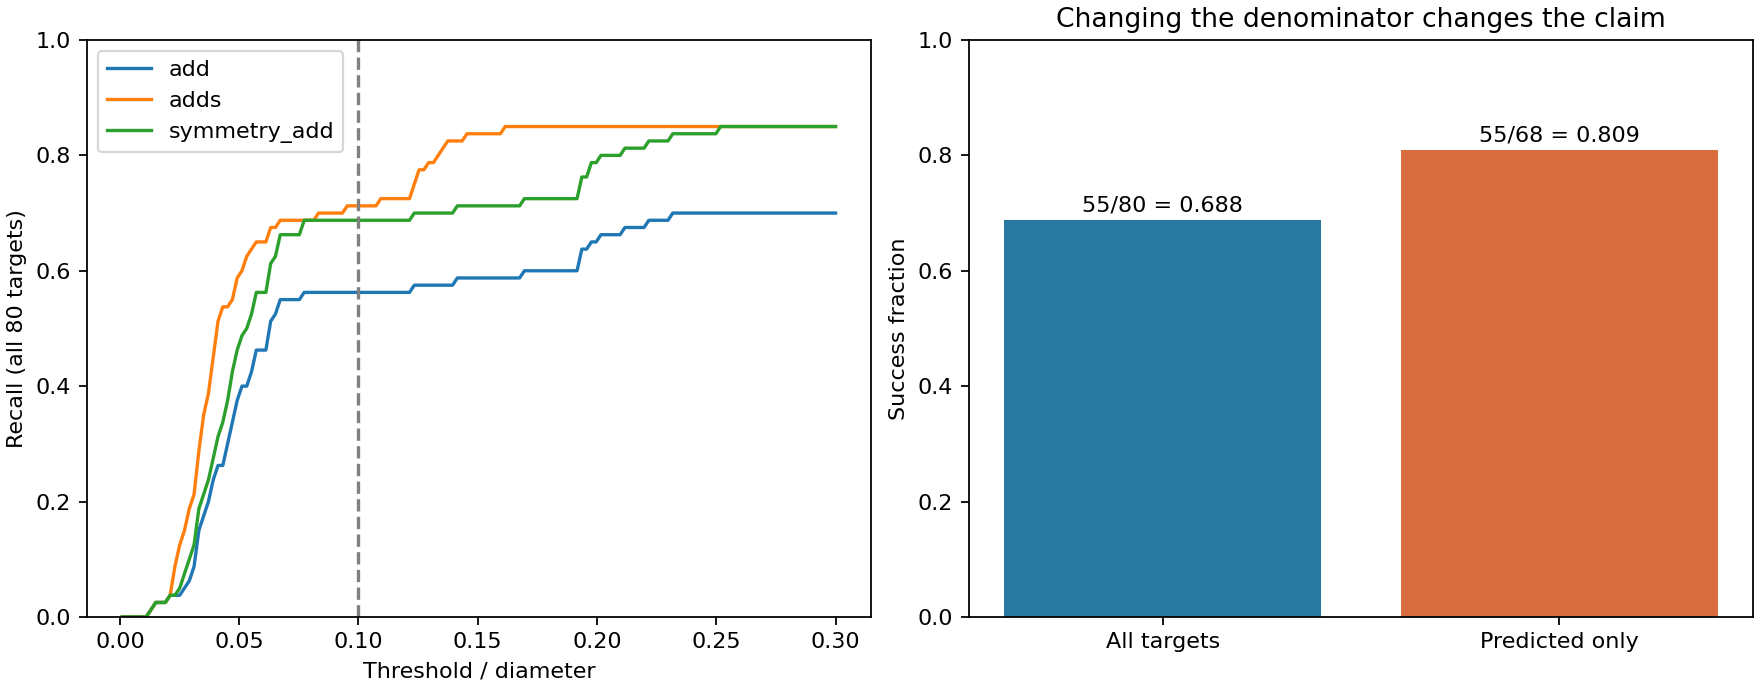 add
adds
symmetry_add
1.0
0.8
0.6
0.4
0.2
0.0
Recall (all 80 targets)
0.00 0.05 0.10 0.15 0.20 0.25 0.30
Threshold / diameter
Changing the denominator changes the claim
1.0
0.8
0.6
0.4
0.2
0.0
Success fraction
55/80 = 0.688
55/68 = 0.809
All targets Predicted only